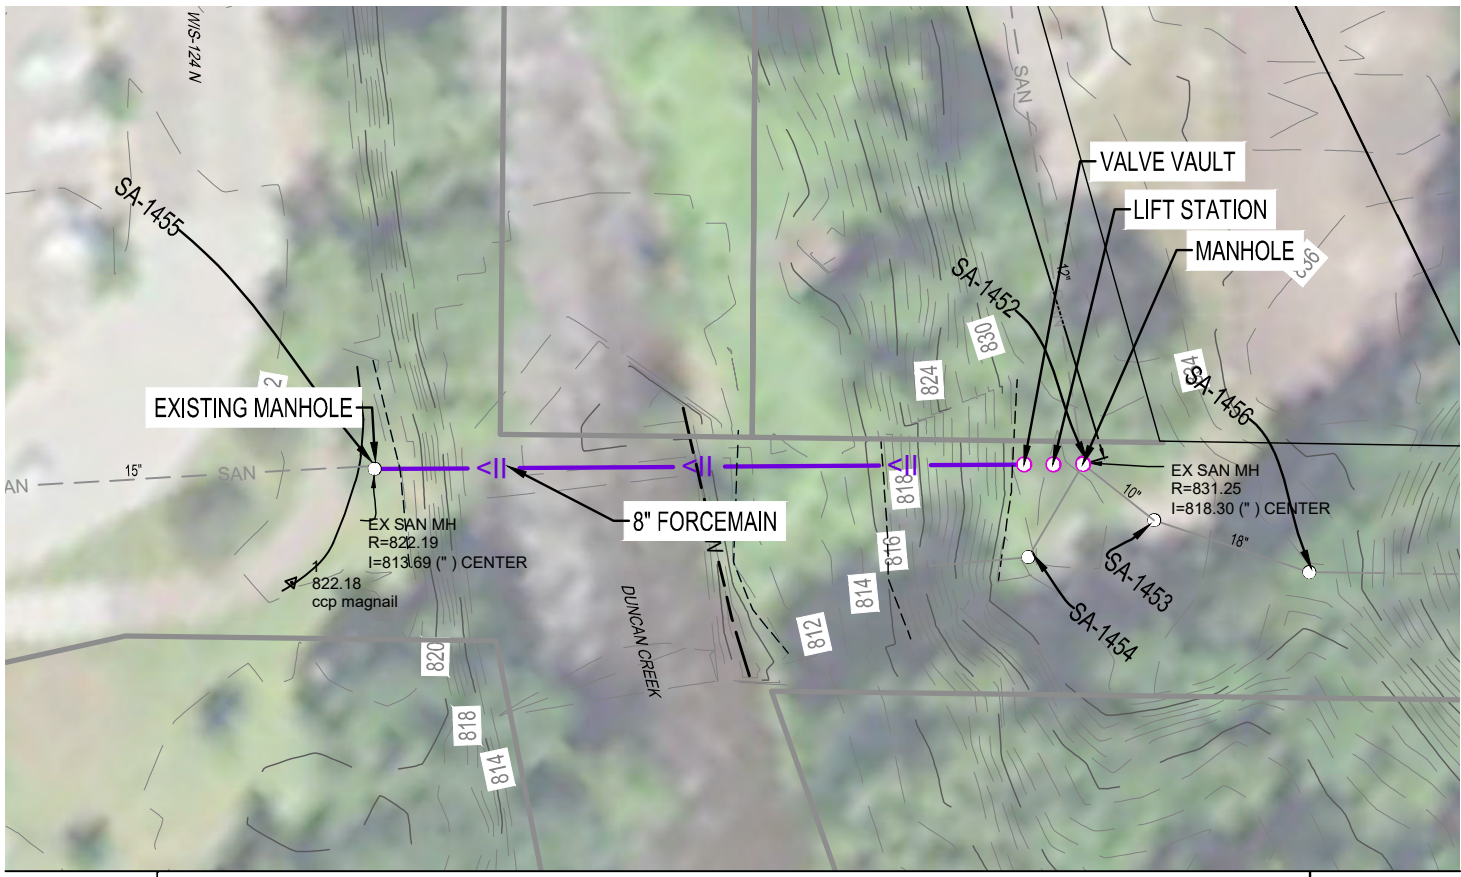 WIS-124 N
SAN
VALVE VAULT
LIFT STATION
MANHOLE
SA-1455
SA-1452
12"
836
830
824
SA-1456
EXISTING MANHOLE
15"
SAN
AN
EX SAN MH
R=831.25
I=818.30 (" ) CENTER
10"
818
8" FORCEMAIN
EX SAN MH
R=822.19
I=813.69 (" ) CENTER
1
822.18
ccp magnail
N
18"
816
814
812
SA-1453
SA-1454
DUNCAN CREEK
820
818
814